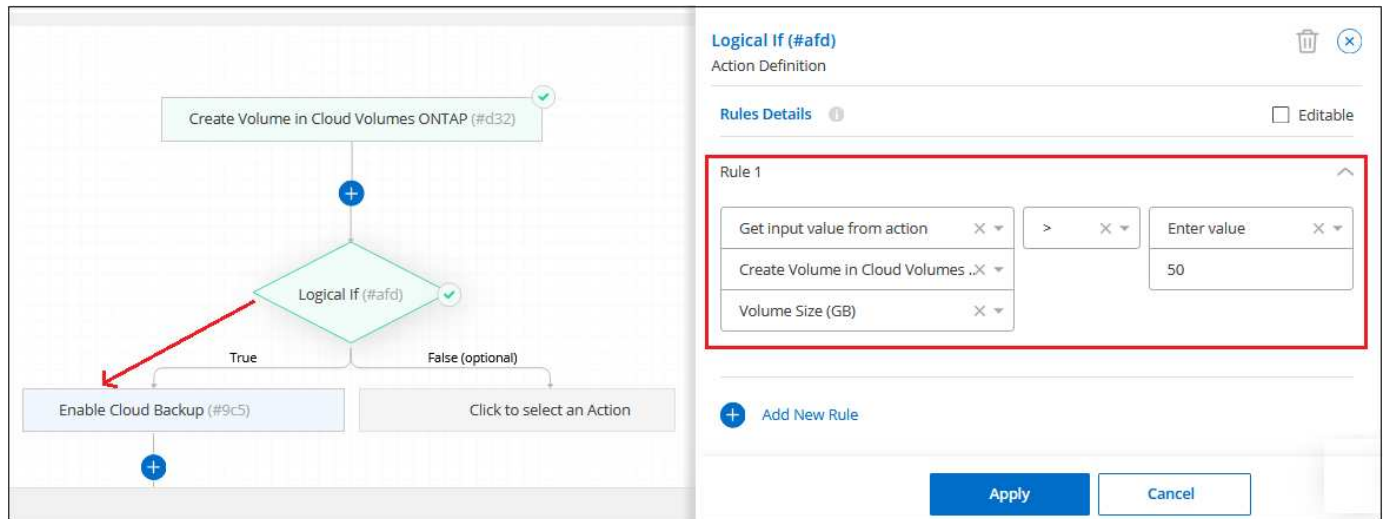 Create Volume in Cloud Volumes ONTAP (#d32)
Logical If (#afd)
True
False (optional)
Enable Cloud Backup (#9c5)
Click to select an Action
Logical If (#afd)
Action Definition
Rules Details
Editable
Rule 1
Get input value from action
>
Enter value
Create Volume in Cloud Volumes ..
50
Volume Size (GB)
Add New Rule
Apply
Cancel